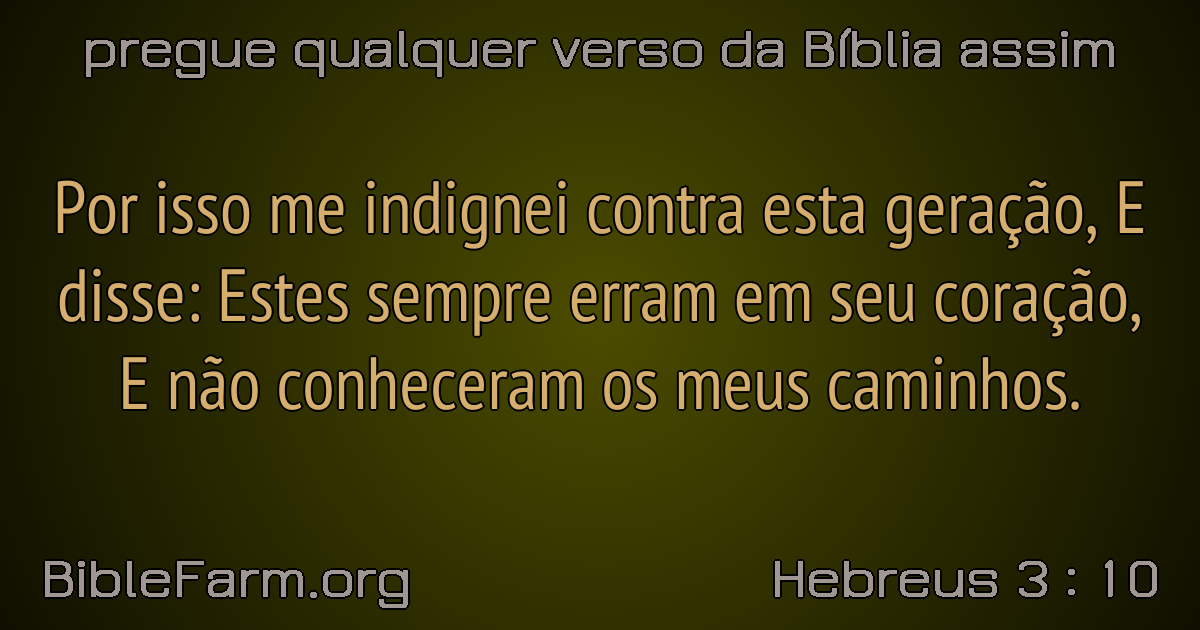 pregue qualquer verso da Bíblia assim
Por isso me indignei contra esta geração, E
disse: Estes sempre erram em seu coração,
E não conheceram os meus caminhos.
BibleFarm.org
Hebreus 3 : 10